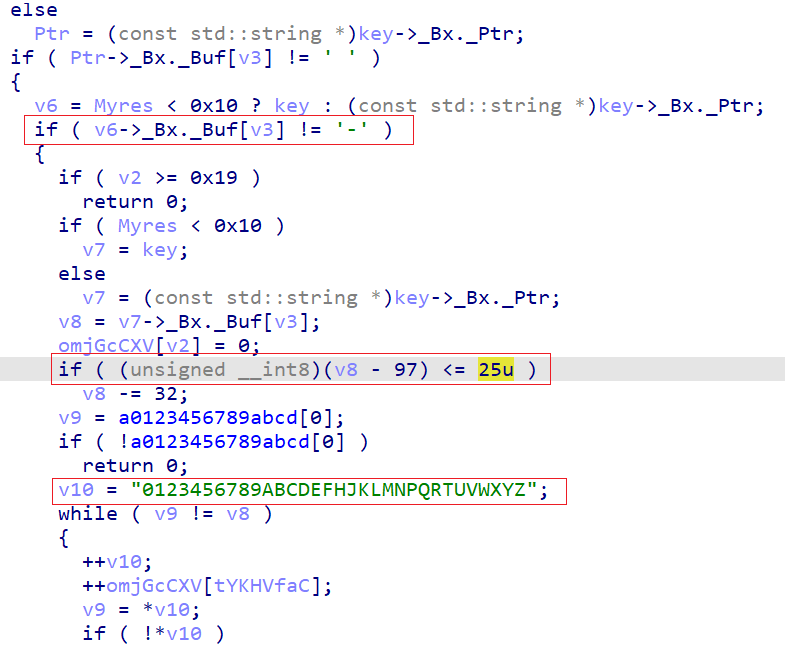 else
Ptr = (const std::string *)key->_Bx._Ptr;
if ( Ptr->_Bx._Buf[v3] != ' ' )
{
v6 = Myres < 0x10 ? key : (const std::string *)key->_Bx._Ptr;
if ( v6->_Bx._Buf[v3] != '-' )
{
if ( v2 >= 0x19 )
return 0;
if ( Myres < 0x10 )
v7 = key;
else
v7 = (const std::string *)key->_Bx._Ptr;
v8 = v7->_Bx._Buf[v3];
omjGcCXV[v2] = 0;
if ( (unsigned __int8)(v8 - 97) <= 25u )
v8 -= 32;
v9 = a0123456789abcd[0];
if ( !a0123456789abcd[0] )
return 0;
v10 = "0123456789ABCDEFHJKLMNPQRTUVWXYZ";
while ( v9 != v8 )
{
++v10;
++omjGcCXV[tYKHVfaC];
v9 = *v10;
if ( !*v10 )